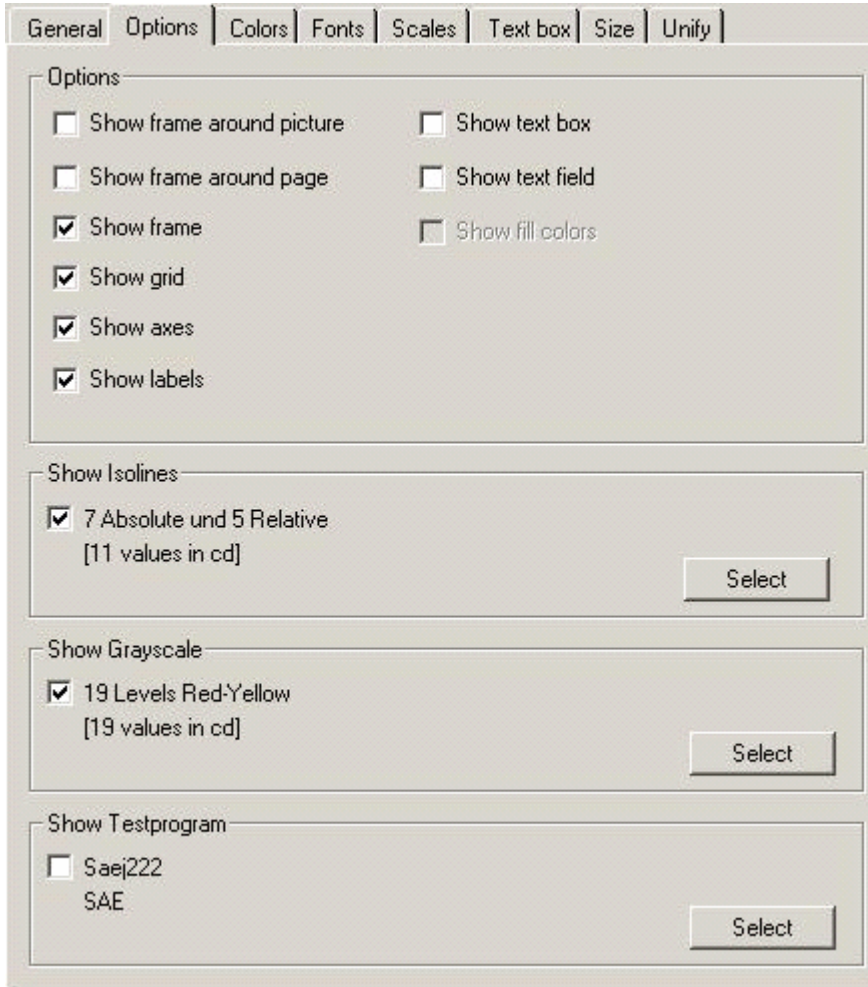 General Options Colors Fonts Scales Text box Size Unify
Options
Show frame around picture
Show text box
Show frame around page
Show text field
Show frame
Show fill colors
Show grid
Show axes
Show labels
Show Isolines
7 Absolute und 5 Relative
[11 values in cd]
Select
Show Grayscale
19 Levels Red-Yellow
[19 values in cd]
Select
Show Testprogram
Saej222
SAE
Select